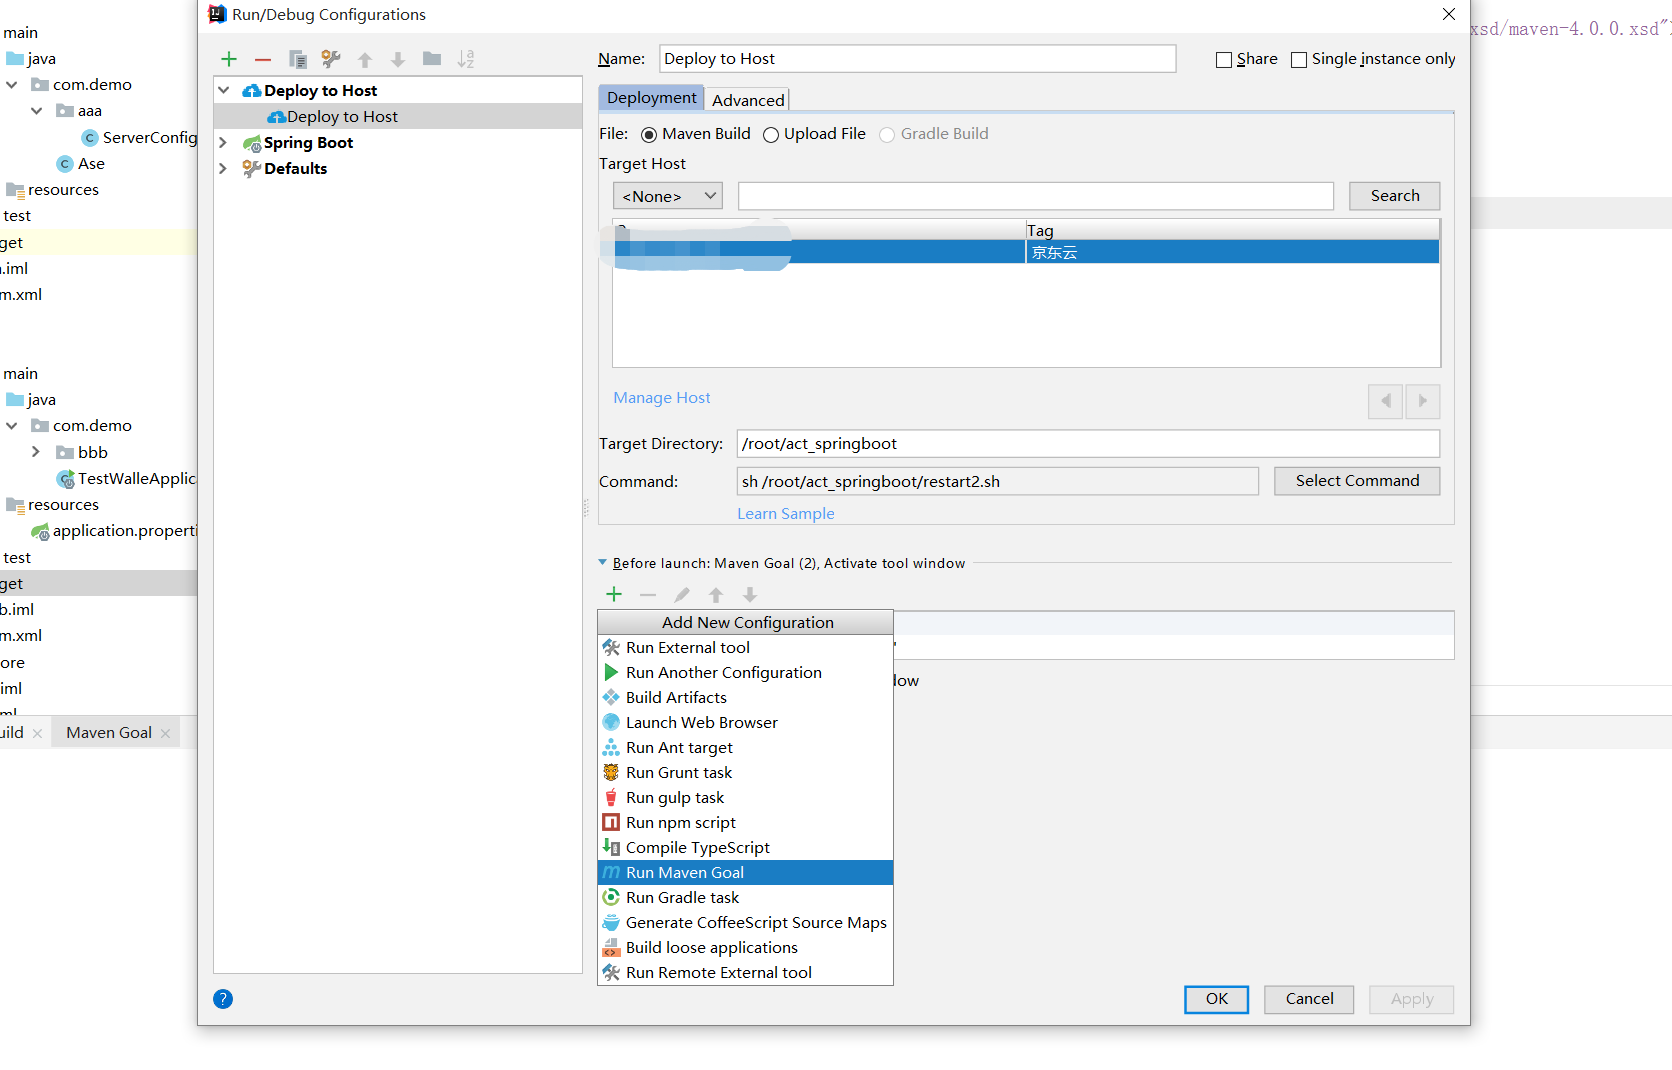 Run/Debug Configurations
main
java
com.demo
aaa
ServerConfig
Ase
resources
test
get
.iml
m.xml
main
java
com.demo
bbb
TestWalleApplica
resources
application.properti
test
get
b.iml
m.xml
ore
iml
uild
Maven Goal
xsd/maven-4.0.0.xsd"
Deploy to Host
Deploy to Host
Spring Boot
Defaults
Name: Deploy to Host
Share
Single instance only
Deployment
Advanced
File: Maven Build Upload File Gradle Build
Target Host
<None>
Search
Tag
京东云
Manage Host
Target Directory: /root/act_springboot
Command: sh /root/act_springboot/restart2.sh
Select Command
Learn Sample
Before launch: Maven Goal (2), Activate tool window
Add New Configuration
Run External tool
Run Another Configuration
Build Artifacts
Launch Web Browser
Run Ant target
Run Grunt task
Run gulp task
Run npm script
Compile TypeScript
Run Maven Goal
Run Gradle task
Generate CoffeeScript Source Maps
Build loose applications
Run Remote External tool
dow
OK
Cancel
Apply